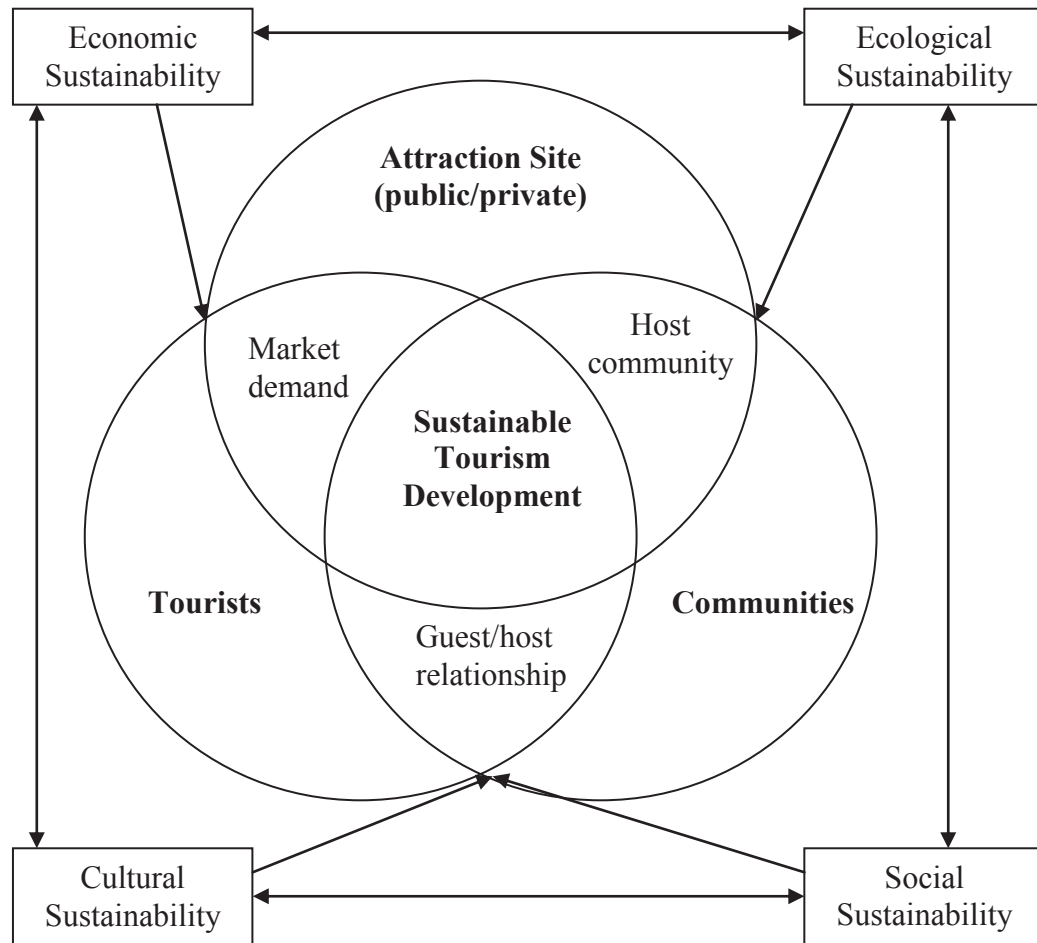 Economic
Sustainability
Ecological
Sustainability
Attraction Site
(public/private)
Market
demand
Host
community
Sustainable
Tourism
Development
Tourists
Communities
Guest/host
relationship
Cultural
Sustainability
Social
Sustainability